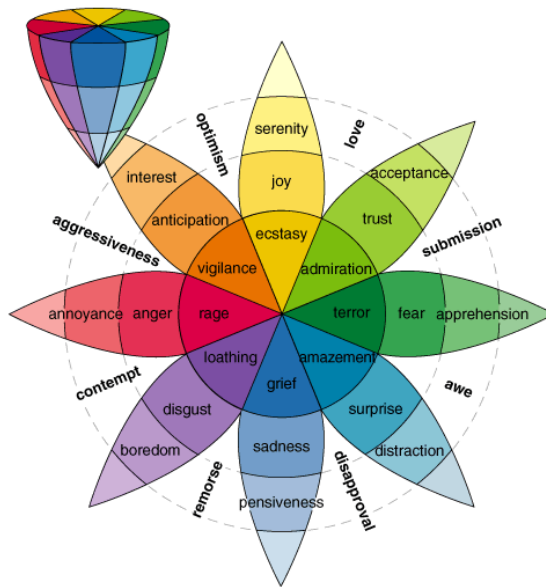 optimism
serenity
love
interest
joy
acceptance
anticipation
trust
aggressiveness
ecstasy
submission
vigilance
admiration
annoyance
anger
rage
terror
fear
apprehension
loathing
amazement
contempt
grief
awe
disgust
surprise
boredom
sadness
distraction
remorse
disapproval
pensiveness